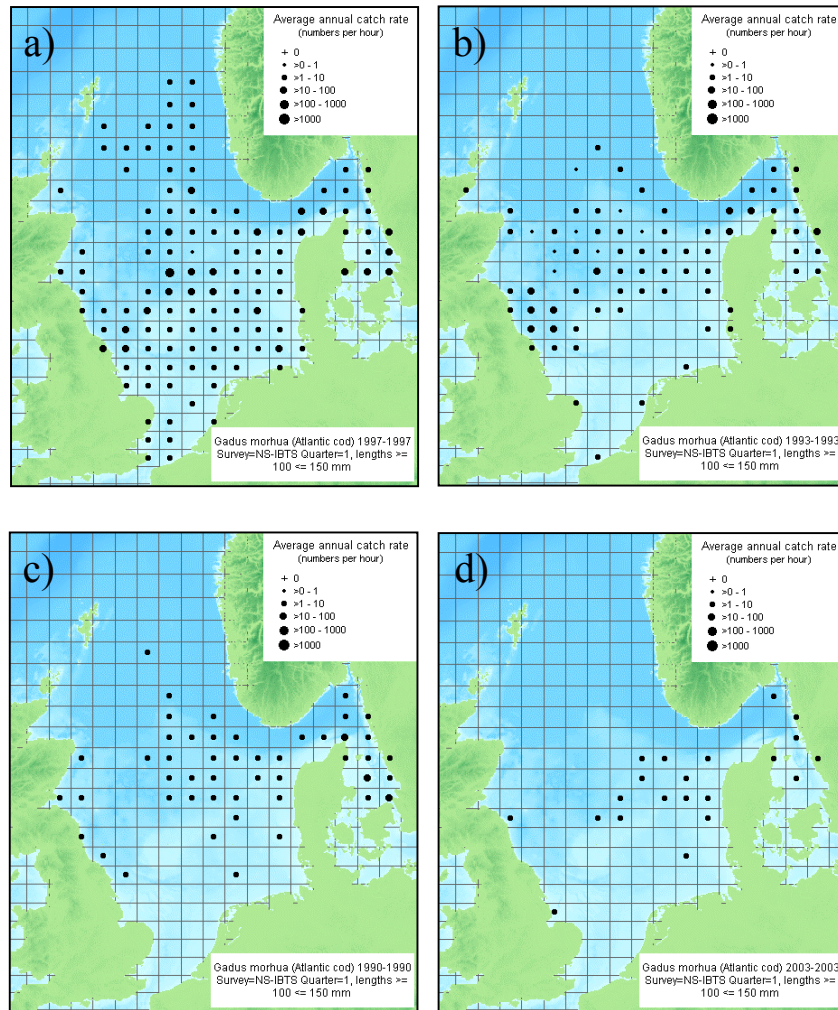 a)
Average annual catch rate
(numbers per hour)
0
>0 - 1
>1 - 10
>10 - 100
>100 - 1000
>1000
Gadus morhua (Atlantic cod) 1997-1997
Survey=NS-IBTS Quarter=1, lengths >=
100 <= 150 mm
b)
Average annual catch rate
(numbers per hour)
0
>0 - 1
>1 - 10
>10 - 100
>100 - 1000
>1000
Gadus morhua (Atlantic cod) 1993-1993
Survey=NS-IBTS Quarter=1, lengths >=
100 <= 150 mm
c)
Average annual catch rate
(numbers per hour)
0
>0 - 1
>1 - 10
>10 - 100
>100 - 1000
>1000
Gadus morhua (Atlantic cod) 1990-1990
Survey=NS-IBTS Quarter=1, lengths >=
100 <= 150 mm
d)
Average annual catch rate
(numbers per hour)
0
>0 - 1
>1 - 10
>10 - 100
>100 - 1000
>1000
Gadus morhua (Atlantic cod) 2003-2003
Survey=NS-IBTS Quarter=1, lengths >=
100 <= 150 mm